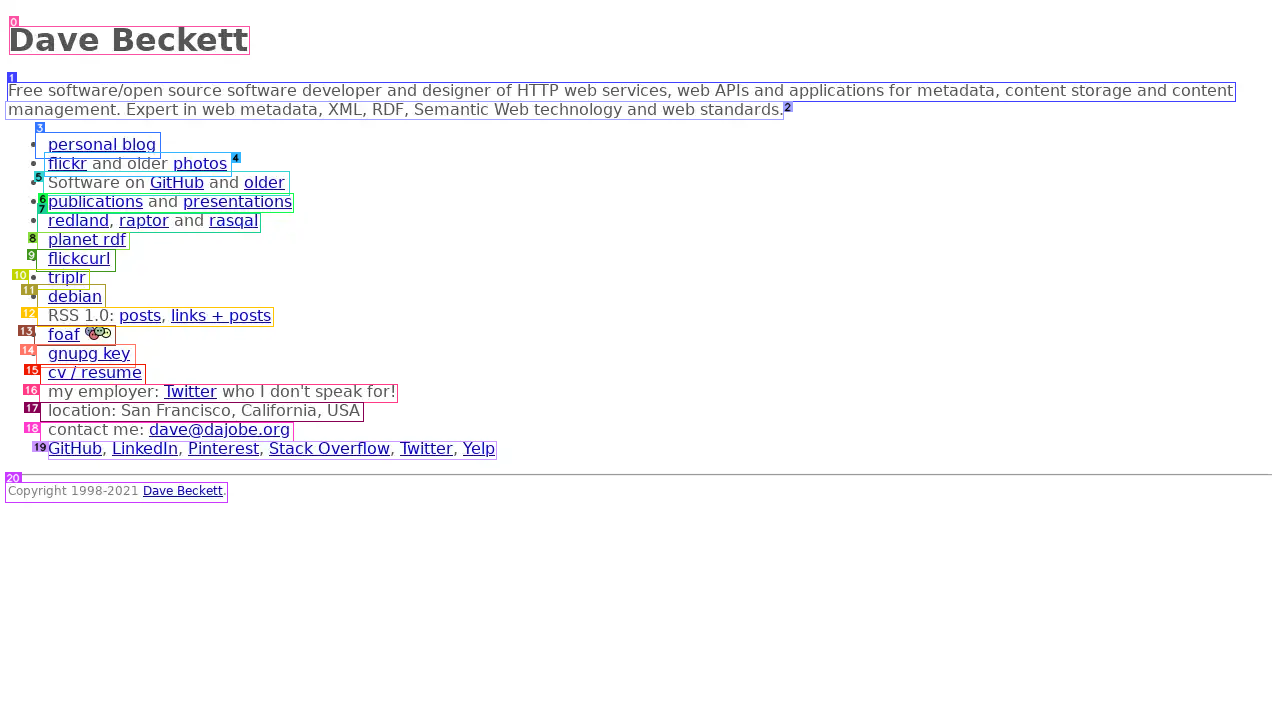 Dave Beckett
Free software/open source software developer and designer of HTTP web services, web APIs and applications for metadata, content storage and content
management. Expert in web metadata, XML, RDF, Semantic Web technology and web standards.
personal blog
flickr and older photos
Software on GitHub and older
publications and presentations
redland, raptor and rasqal
planet rdf
flickcurl
triplr
debian
RSS 1.0: posts, links + posts
foaf
gnupg key
cv / resume
my employer: Twitter who I don't speak for!
location: San Francisco, California, USA
contact me: dave@dajobe.org
GitHub, LinkedIn, Pinterest, Stack Overflow, Twitter, Yelp
Copyright 1998-2021 Dave Beckett.